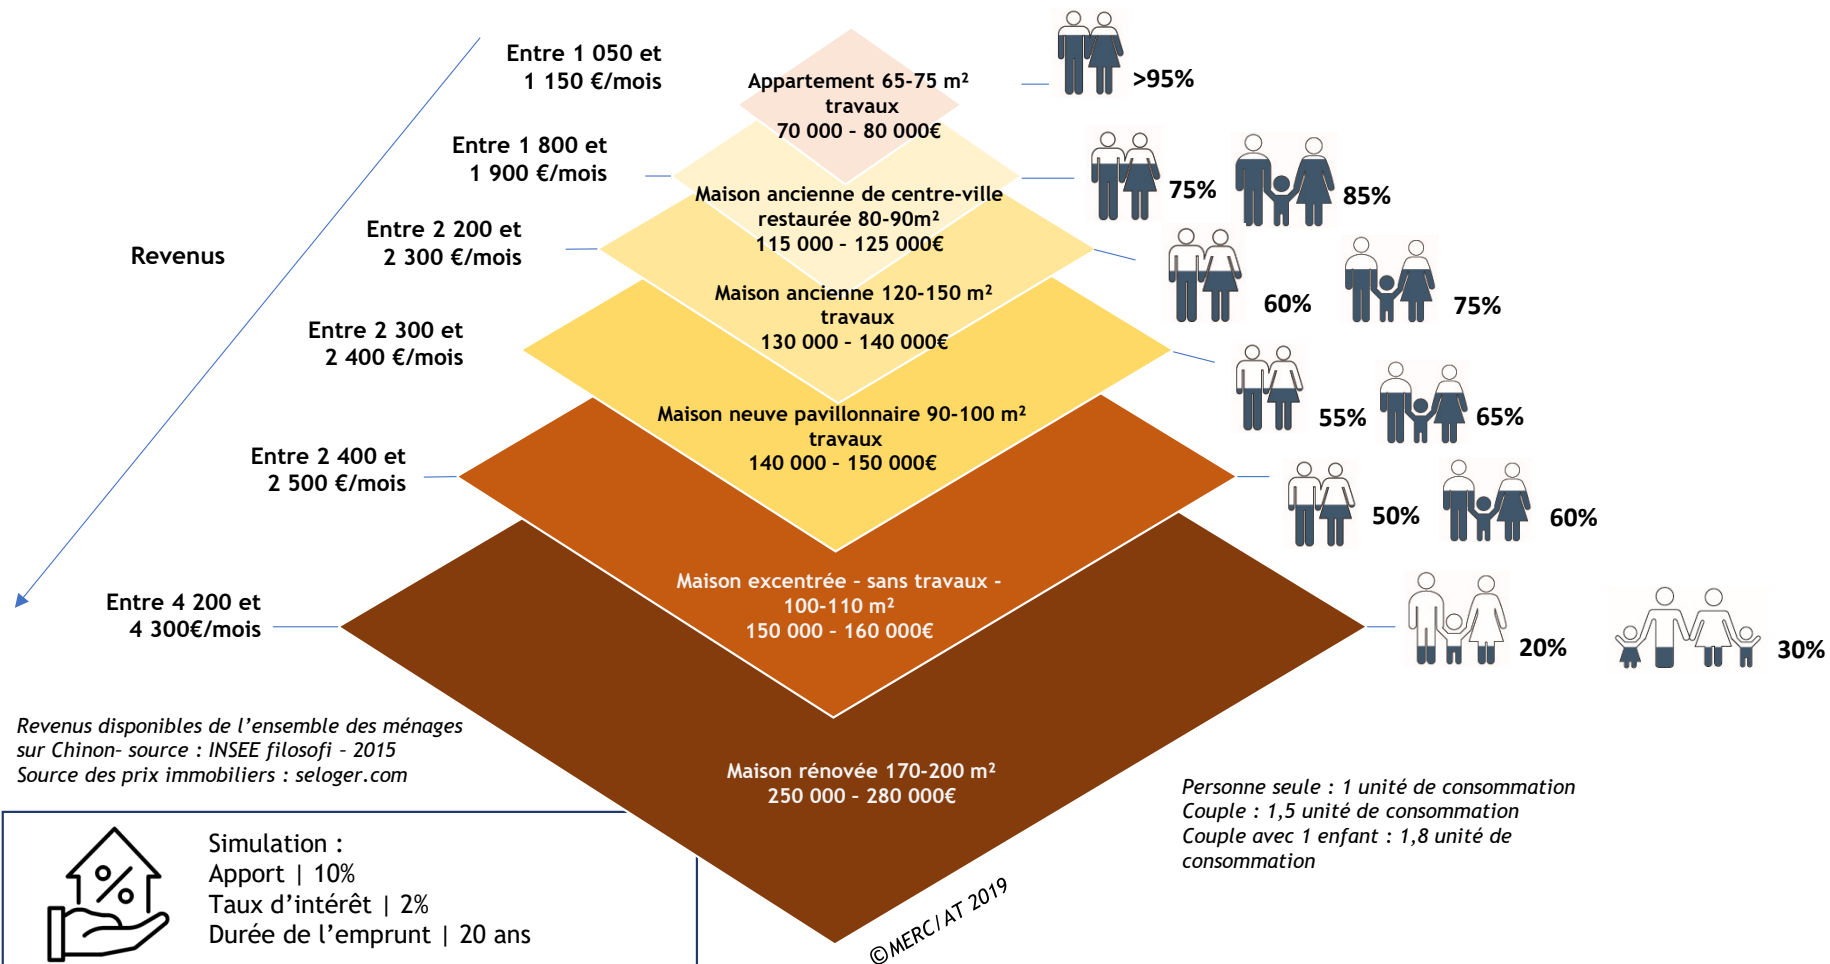 Entre 1 050 et
1 150 €/mois
Appartement 65-75 m²
travaux
70 000 – 80 000€
>95%
Entre 1 800 et
1 900 €/mois
Maison ancienne de centre-ville
restaurée 80-90m²
115 000 – 125 000€
75%
85%
Revenus
Entre 2 200 et
2 300 €/mois
Maison ancienne 120-150 m²
travaux
130 000 – 140 000€
60%
75%
Entre 2 300 et
2 400 €/mois
Maison neuve pavillonnaire 90-100 m²
travaux
140 000 – 150 000€
55%
65%
Entre 2 400 et
2 500 €/mois
Maison excentrée – sans travaux -
100-110 m²
150 000 – 160 000€
50%
60%
Entre 4 200 et
4 300€/mois
Maison rénovée 170-200 m²
250 000 – 280 000€
20%
30%
Revenus disponibles de l’ensemble des ménages
sur Chinon– source : INSEE filosofi – 2015
Source des prix immobiliers : seloger.com
Personne seule : 1 unité de consommation
Couple : 1,5 unité de consommation
Couple avec 1 enfant : 1,8 unité de
consommation
%
Simulation :
Apport | 10%
Taux d’intérêt | 2%
Durée de l’emprunt | 20 ans
©MERC/AT 2019